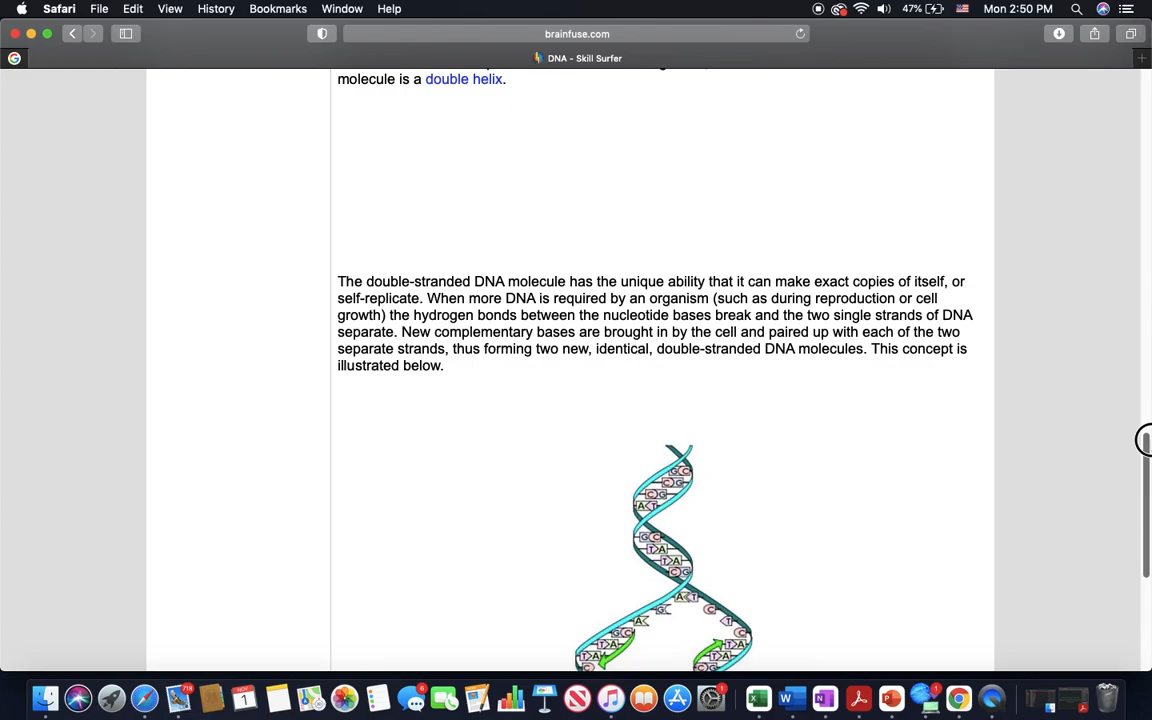 Safari File Edit View History Bookmarks Window Help 47% Mon 2:50 PM
brainfuse.com
DNA - Skill Surfer
molecule is a double helix.
The double-stranded DNA molecule has the unique ability that it can make exact copies of itself, or
self-replicate. When more DNA is required by an organism (such as during reproduction or cell
growth) the hydrogen bonds between the nucleotide bases break and the two single strands of DNA
separate. New complementary bases are brought in by the cell and paired up with each of the two
separate strands, thus forming two new, identical, double-stranded DNA molecules. This concept is
illustrated below.
G C
C G
C G
A T
G C
T A
T A
C G
A T
G C
A T
G C C
T A T A
T A T A
C C G